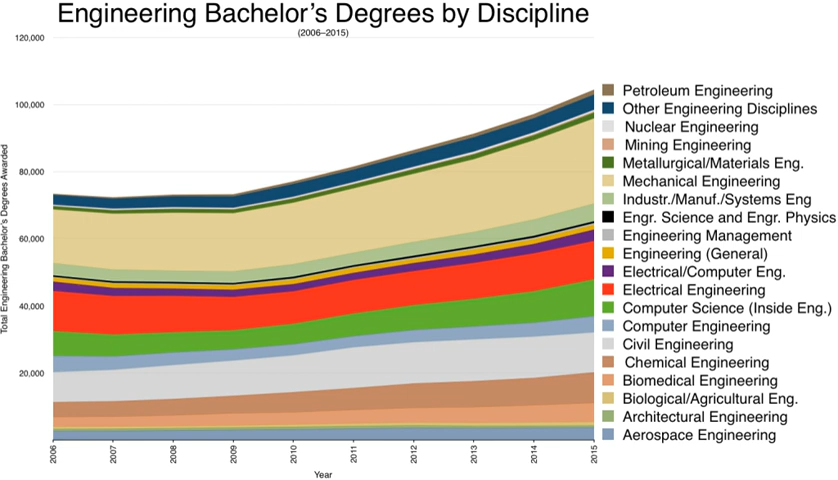 Engineering Bachelor's Degrees by Discipline
(2006–2015)
Total Engineering Bachelor's Degrees Awarded
120,000
100,000
80,000
60,000
40,000
20,000
2006
2007
2008
2009
2010
2011
2012
2013
2014
2015
Year
Petroleum Engineering
Other Engineering Disciplines
Nuclear Engineering
Mining Engineering
Metallurgical/Materials Eng.
Mechanical Engineering
Industr./Manuf./Systems Eng
Engr. Science and Engr. Physics
Engineering Management
Engineering (General)
Electrical/Computer Eng.
Electrical Engineering
Computer Science (Inside Eng.)
Computer Engineering
Civil Engineering
Chemical Engineering
Biomedical Engineering
Biological/Agricultural Eng.
Architectural Engineering
Aerospace Engineering